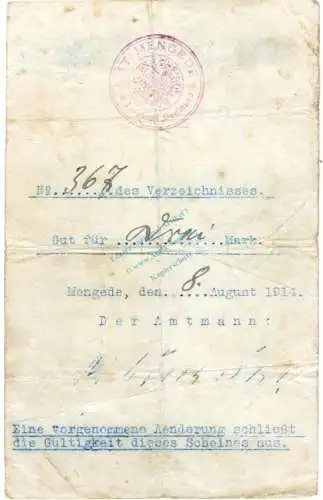 AMT MENGEDE
No. 367 des Verzeichnisses.
Gut für Drei Mark.
Mengede, den 8. August 1914.
Der Amtmann:
Eine vorgenommene Aenderung schließt
die Gültigkeit dieses Scheines aus.